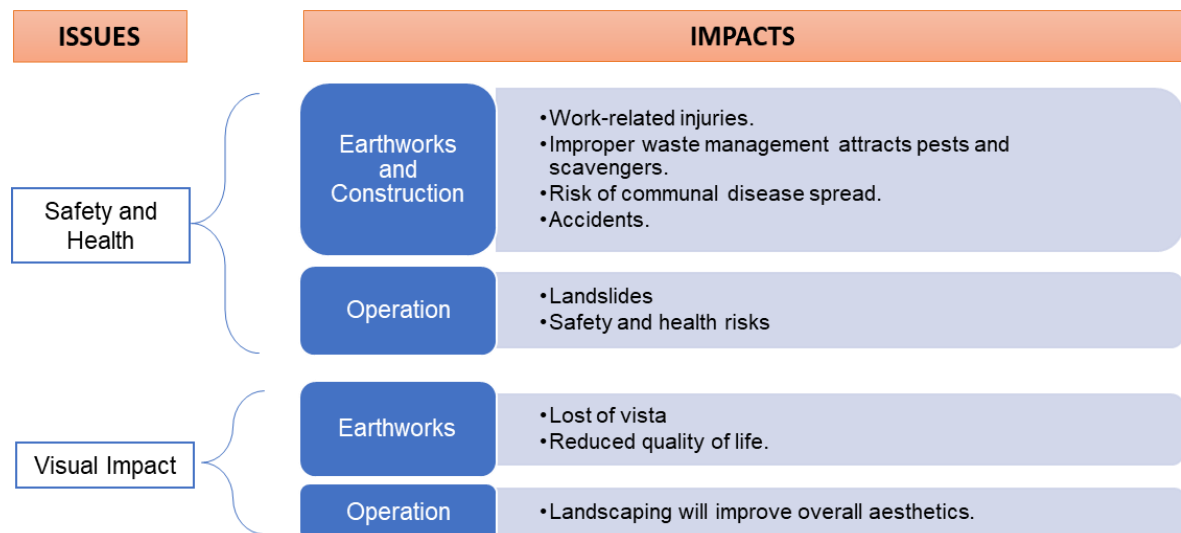 ISSUES
IMPACTS
Safety and
Health
Earthworks
and
Construction
•Work-related injuries.
•Improper waste management attracts pests and
scavengers.
•Risk of communal disease spread.
•Accidents.
Operation
•Landslides
•Safety and health risks
Visual Impact
Earthworks
•Lost of vista
•Reduced quality of life.
Operation
•Landscaping will improve overall aesthetics.